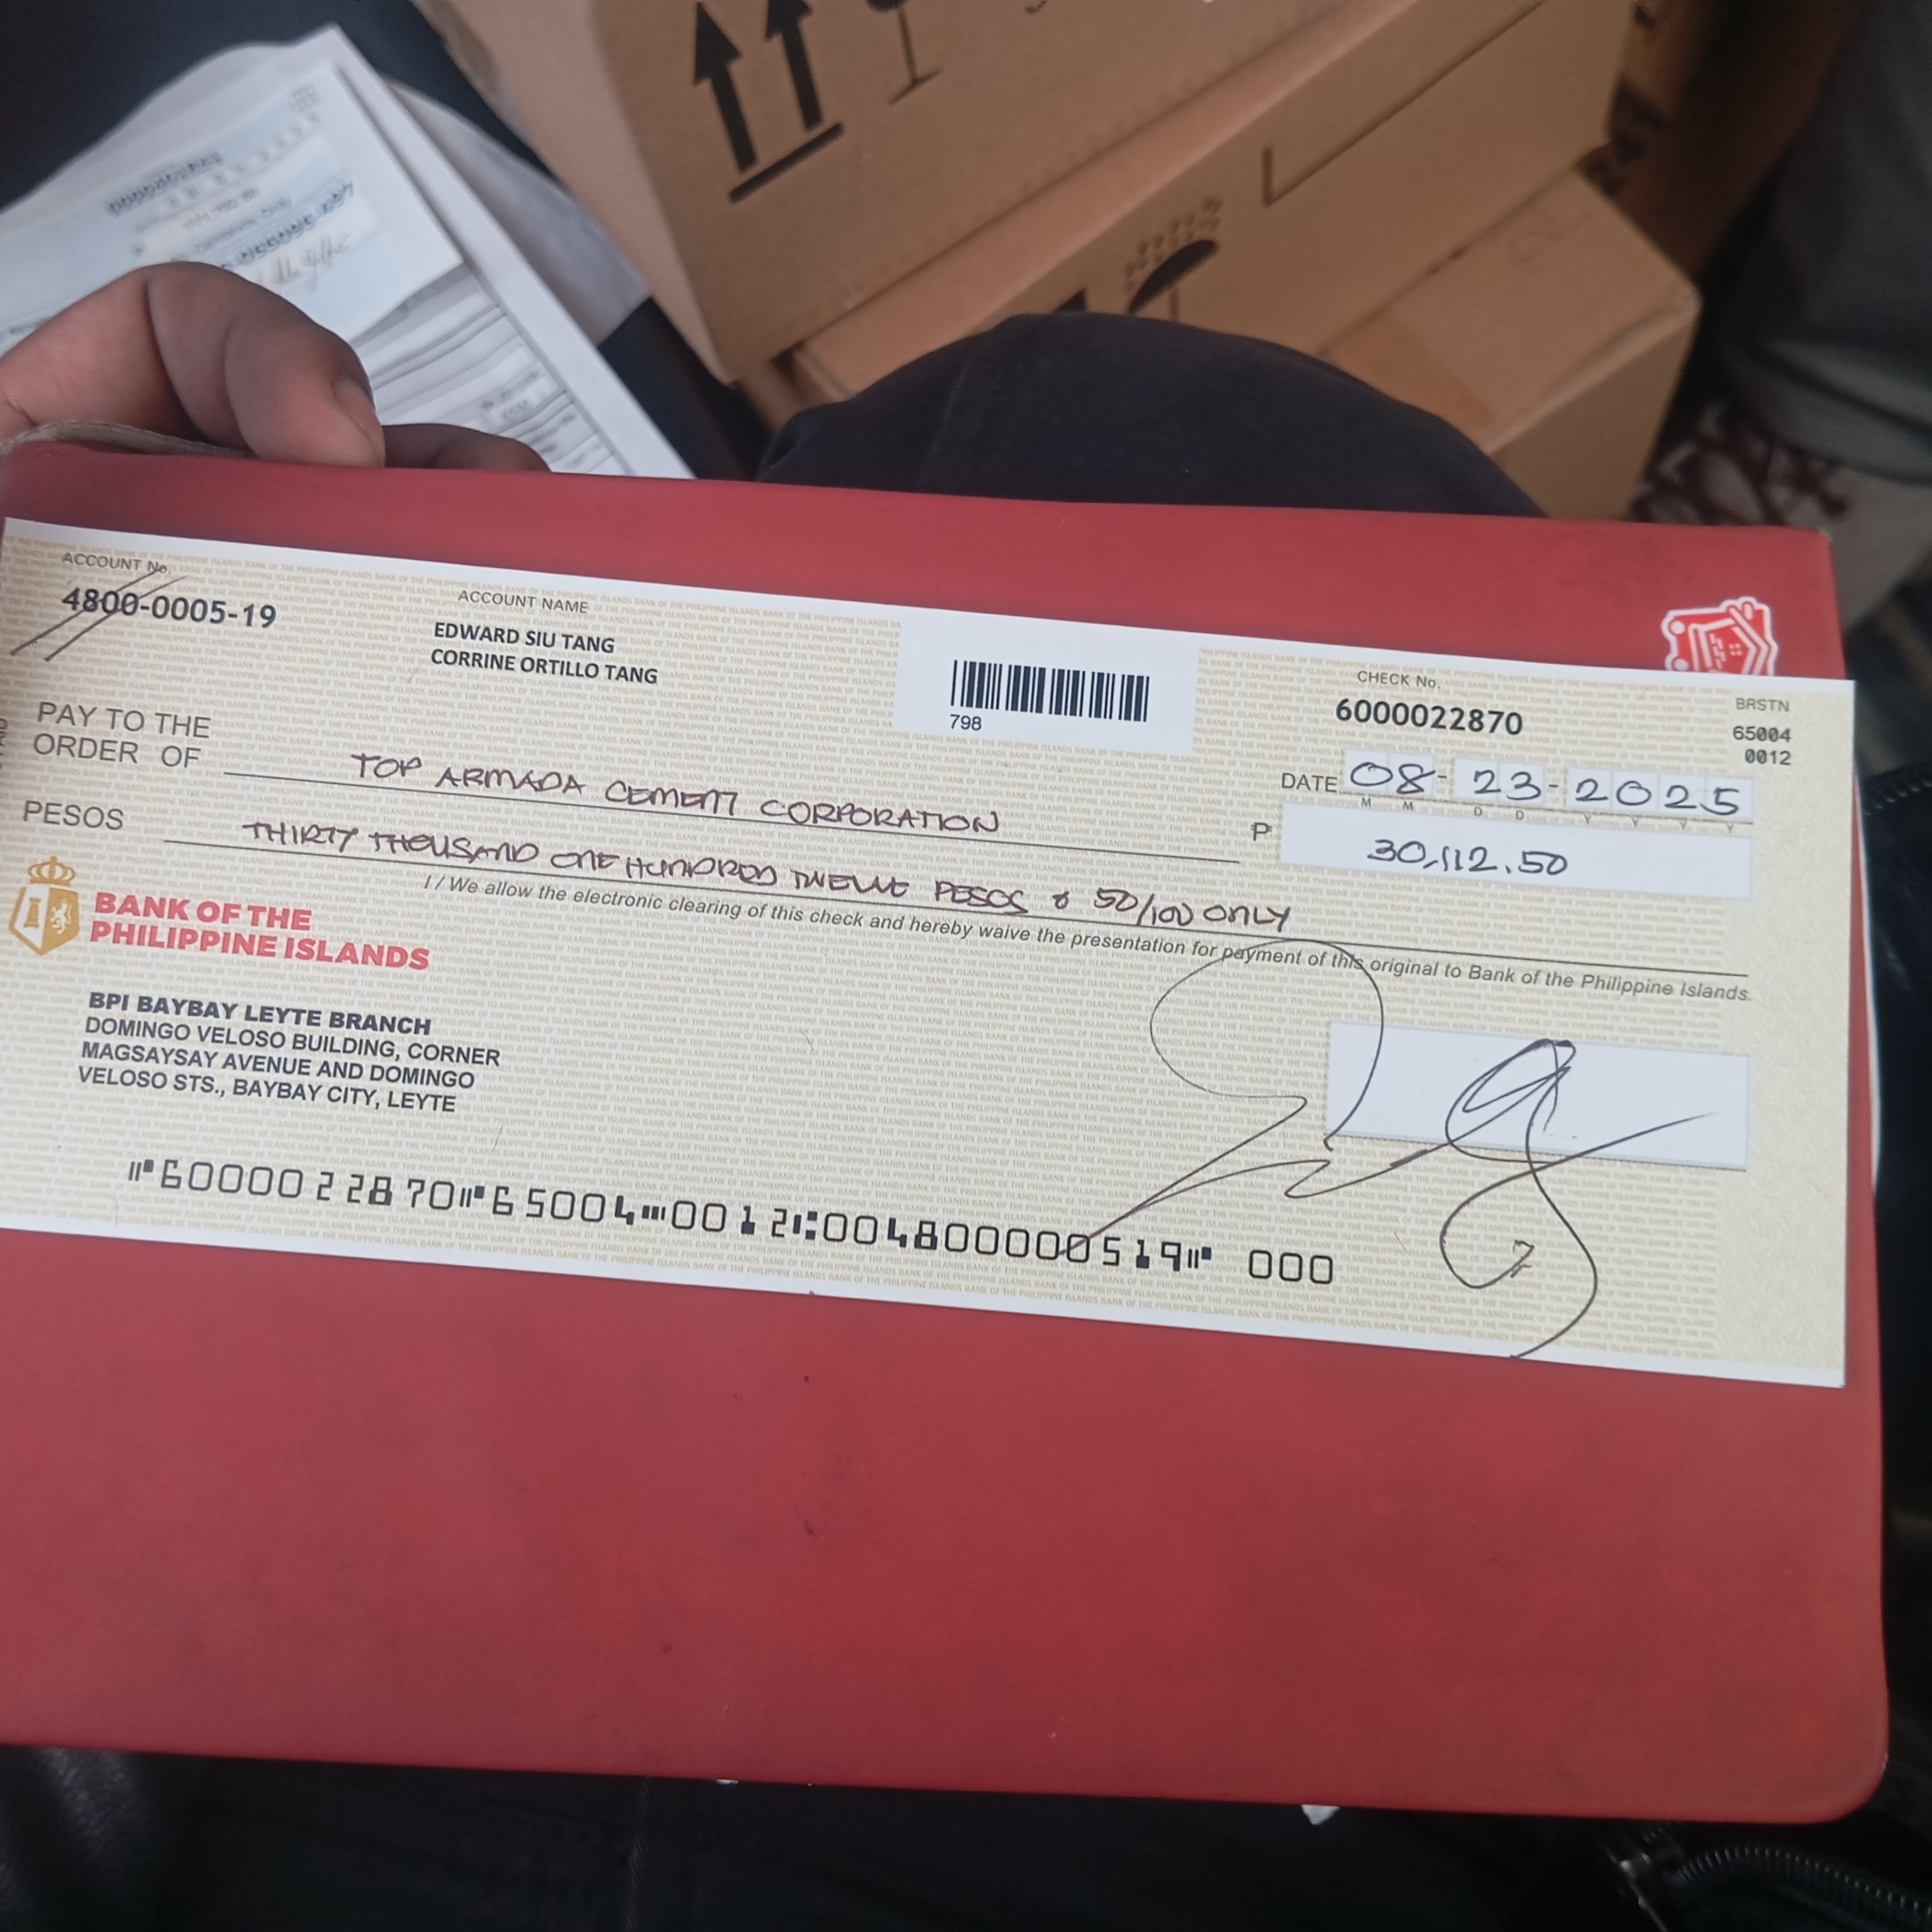 ACCOUNT No.
4800-0005-19
ACCOUNT NAME
EDWARD SIU TANG
CORRINE ORTILLO TANG
798
CHECK No.
6000022870
BRSTN
65004
0012
PAY TO THE
ORDER OF TOP ARMADA CEMENT CORPORATION
DATE 08-23-2025
M M D D Y Y Y Y
PESOS THIRTY THOUSAND ONE HUNDRED TWELVE PESOS & 50/100 ONLY
P 30,112.50
I / We allow the electronic clearing of this check and hereby waive the presentation for payment of this original to Bank of the Philippine Islands.
BANK OF THE
PHILIPPINE ISLANDS
BPI BAYBAY LEYTE BRANCH
DOMINGO VELOSO BUILDING, CORNER
MAGSAYSAY AVENUE AND DOMINGO
VELOSO STS., BAYBAY CITY, LEYTE
⑈6000022870⑈65004⑉0012⑆004800000519⑈ 000